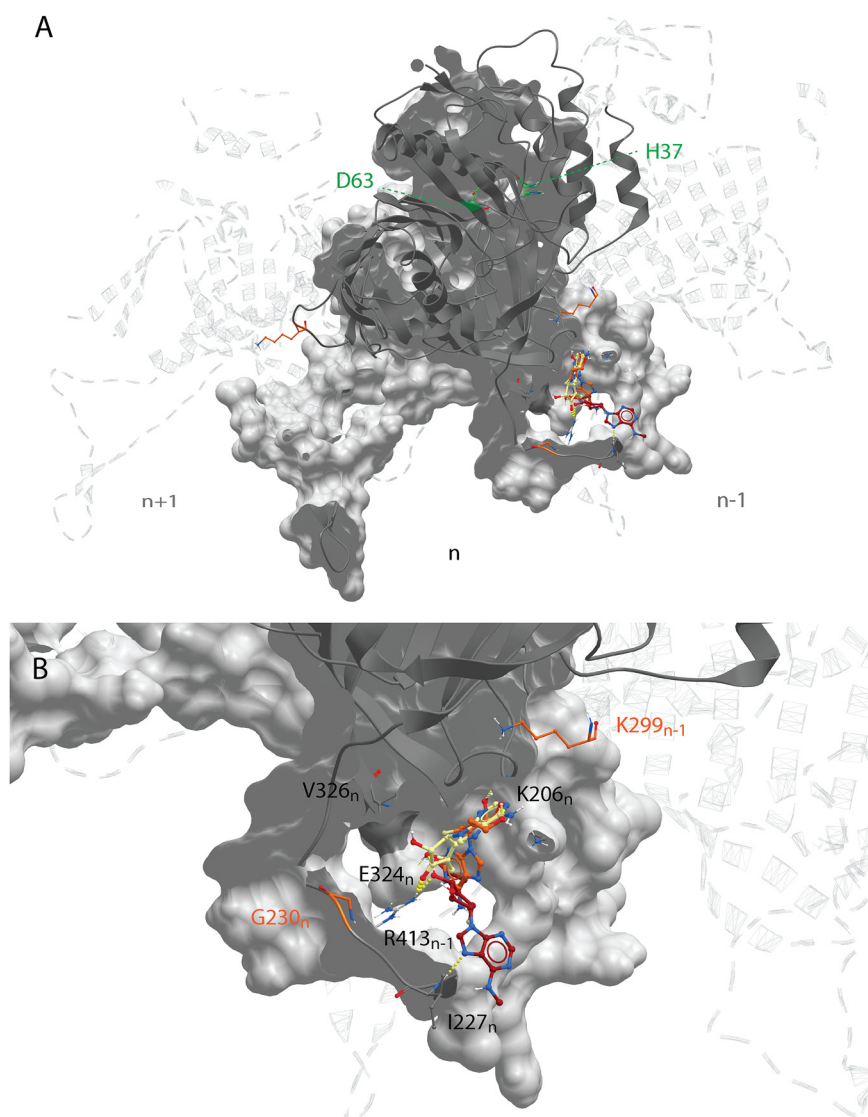 A
H37
D63
n+1
n-1
n
B
K299n-1
V326n
K206n
E324n
G230n
R413n-1
I227n